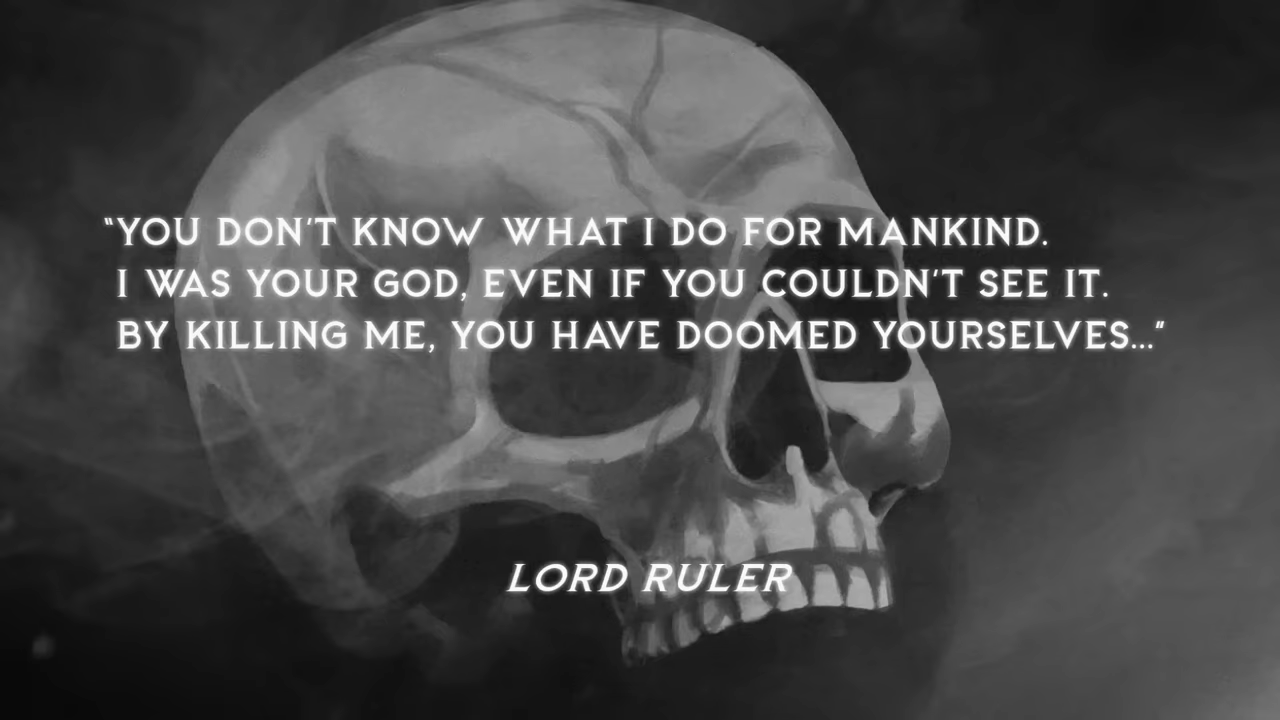 “YOU DON'T KNOW WHAT I DO FOR MANKIND.
I WAS YOUR GOD, EVEN IF YOU COULDN'T SEE IT.
BY KILLING ME, YOU HAVE DOOMED YOURSELVES...”
LORD RULER